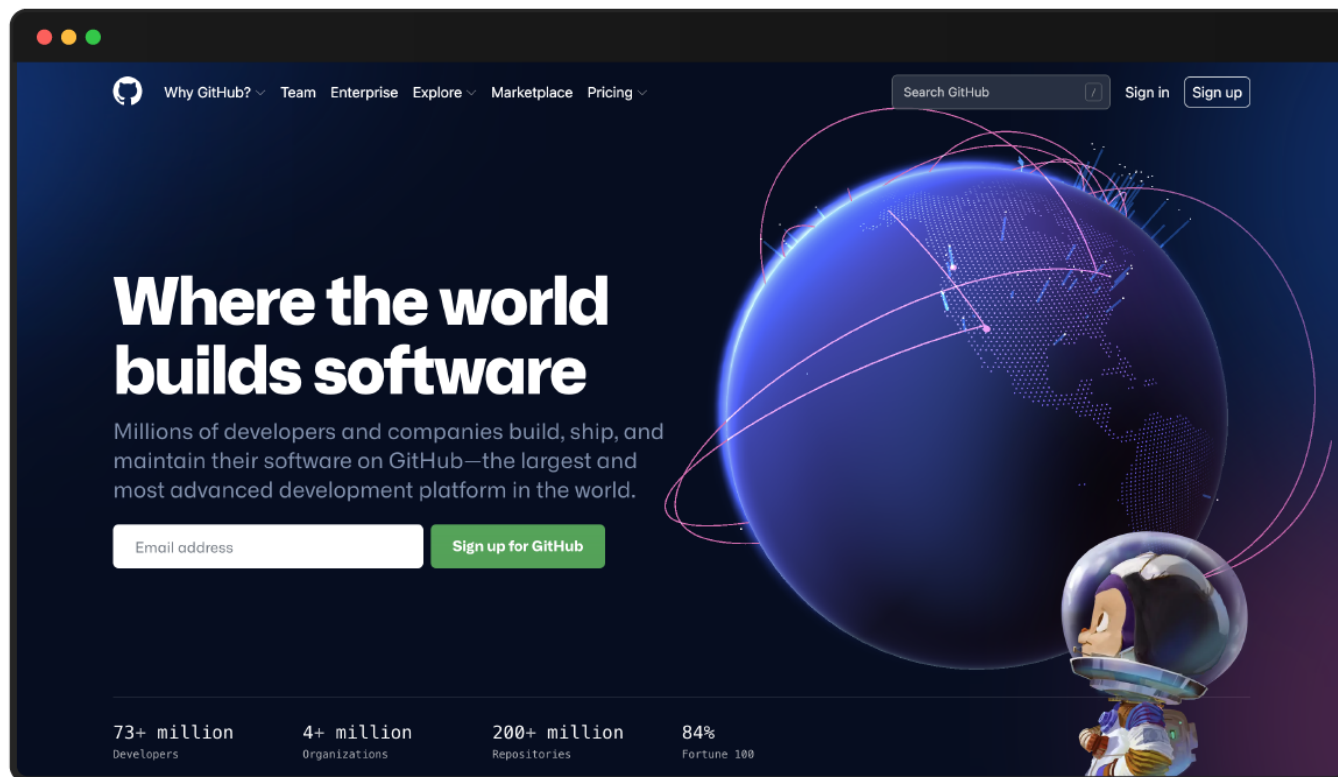 Why GitHub? Team Enterprise Explore Marketplace Pricing Search GitHub / Sign in Sign up
Where the world
builds software
Millions of developers and companies build, ship, and
maintain their software on GitHub—the largest and
most advanced development platform in the world.
Email address Sign up for GitHub
73+ million 4+ million 200+ million 84%
Developers Organizations Repositories Fortune 100